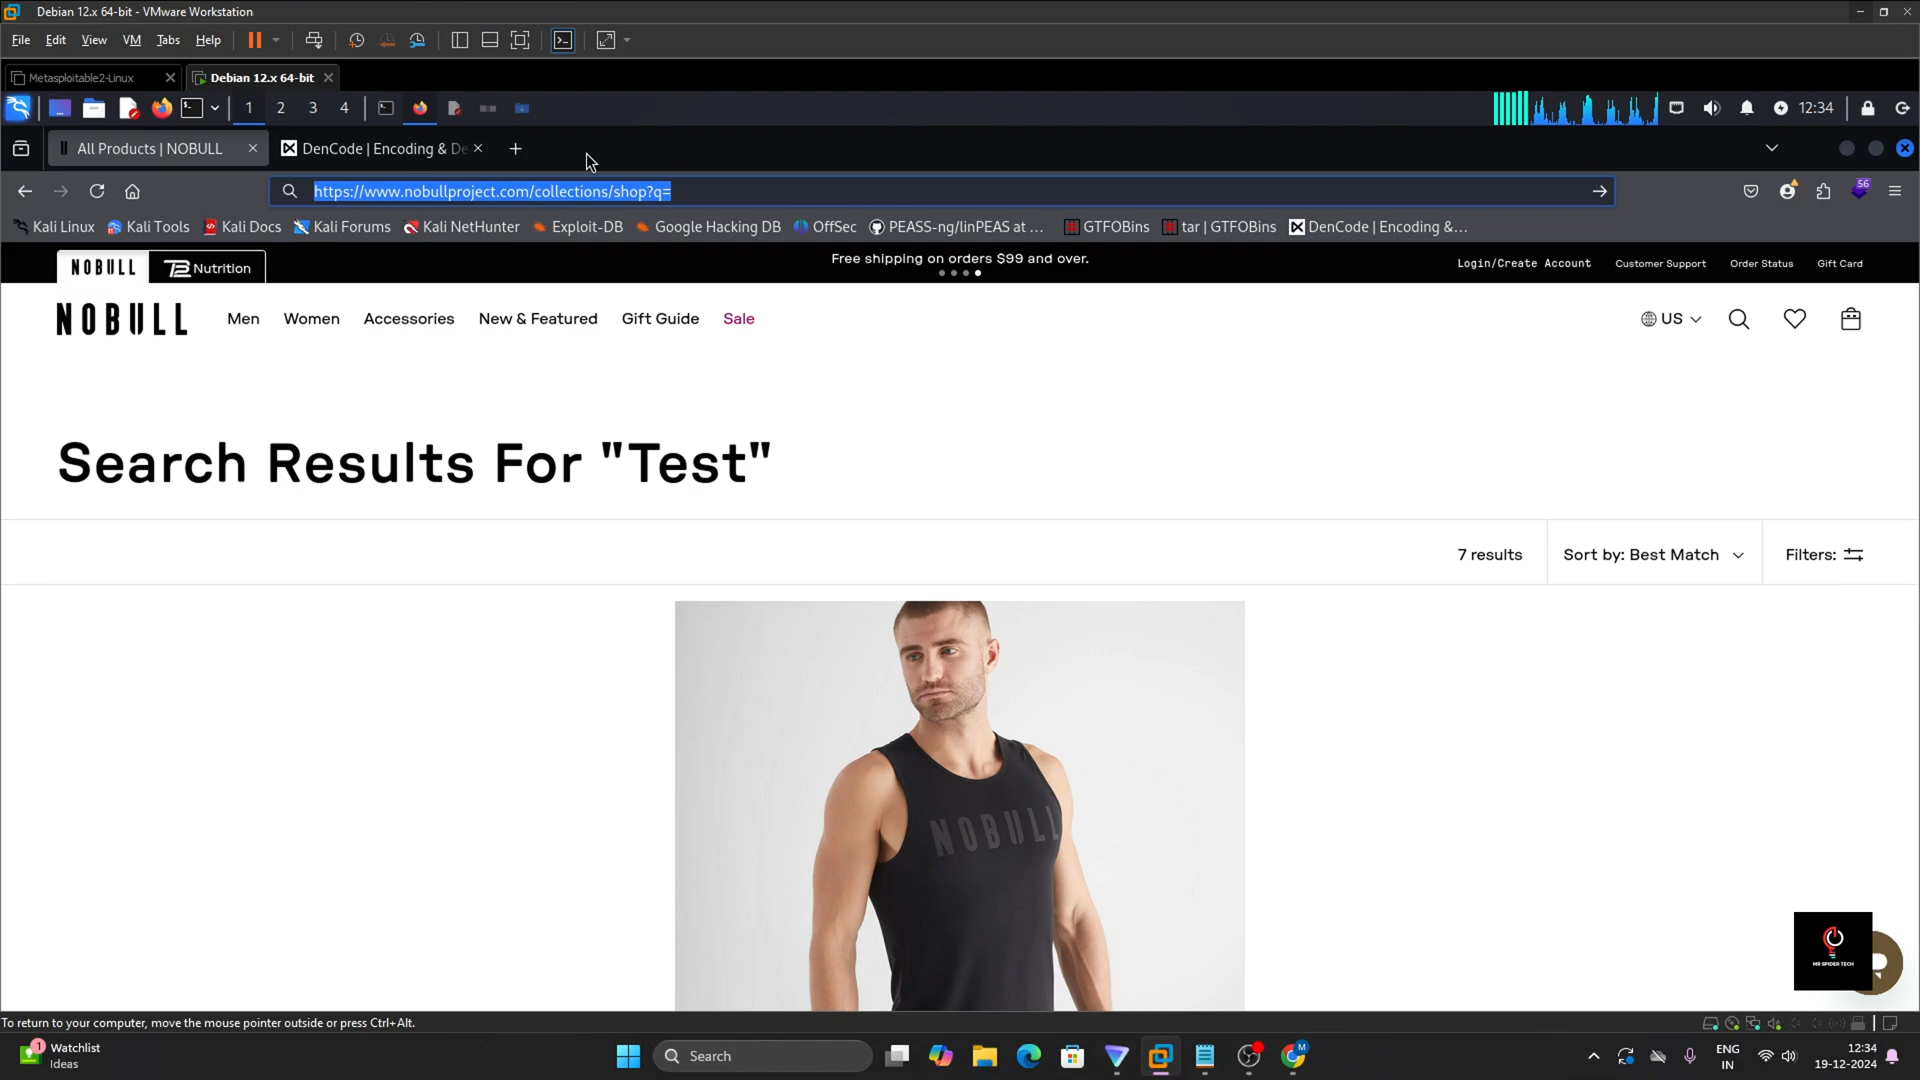 Debian 12.x 64-bit - VMware Workstation
File Edit View VM Tabs Help
Metasploitable2-Linux Debian 12.x 64-bit
1 2 3 4 12:34
All Products | NOBULL DenCode | Encoding & De
https://www.nobullproject.com/collections/shop?q= 56
Kali Linux Kali Tools Kali Docs Kali Forums Kali NetHunter Exploit-DB Google Hacking DB OffSec PEASS-ng/linPEAS at ... GTFOBins tar | GTFOBins DenCode | Encoding &...
NOBULL TB12 Nutrition Free shipping on orders $99 and over. Login/Create Account Customer Support Order Status Gift Card
NOBULL Men Women Accessories New & Featured Gift Guide Sale US
Search Results For "Test"
7 results Sort by: Best Match Filters:
NOBULL
MR SPIDER TECH
To return to your computer, move the mouse pointer outside or press Ctrl+Alt.
1 Watchlist
Ideas
Search
M
ENG
IN
12:34
19-12-2024